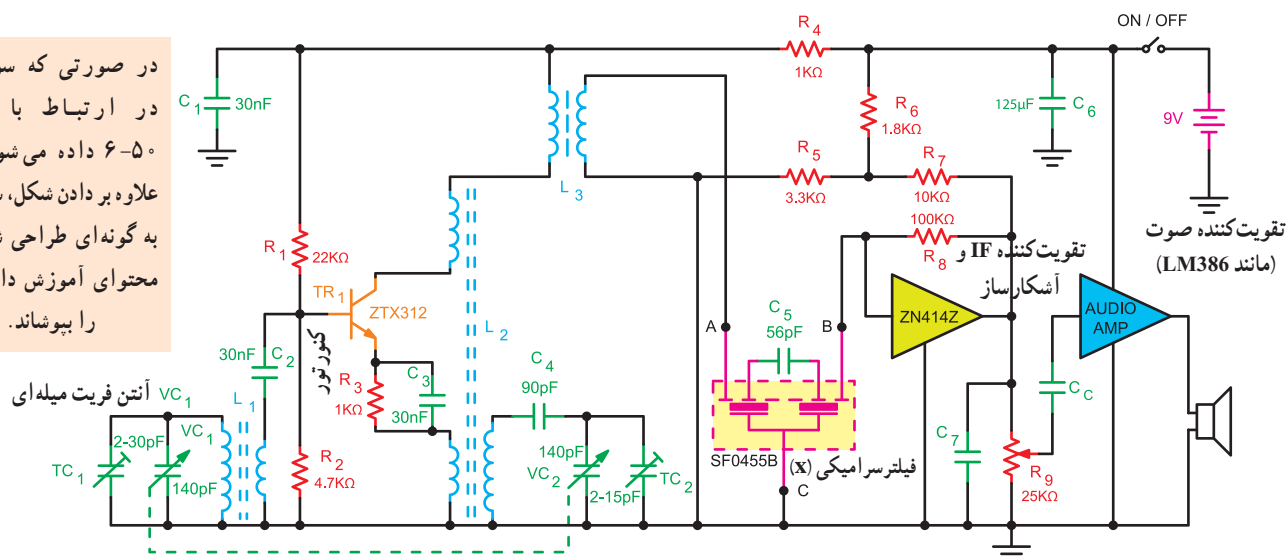 در صورتی که
در ارتباط با
۶-۵۰ داده می‌شو
علاوه بر دادن شکل،
به گونه‌ای طراحی
محتوای آموزش دا
را بپوشاند.
ON / OFF
9V
R4
1KΩ
C1
30nF
R6
1.8KΩ
125µF
C6
L3
R5
3.3KΩ
R7
10KΩ
100KΩ
R8
تقویت‌کننده صوت
(مانند LM386)
تقویت‌کننده IF و
آشکارساز
R1
22KΩ
TR1
ZTX312
کنورتور
L2
ZN414Z
AUDIO
AMP
A
B
C5
56pF
30nF
C2
R3
1KΩ
C3
30nF
C4
90pF
CC
آنتن فریت میله‌ای
VC1
L1
2-30pF
VC1
TC1
140pF
R2
4.7KΩ
140pF
VC2
TC2
2-15pF
SF0455B
فیلترسرامیکی (x)
C
C7
R9
25KΩ